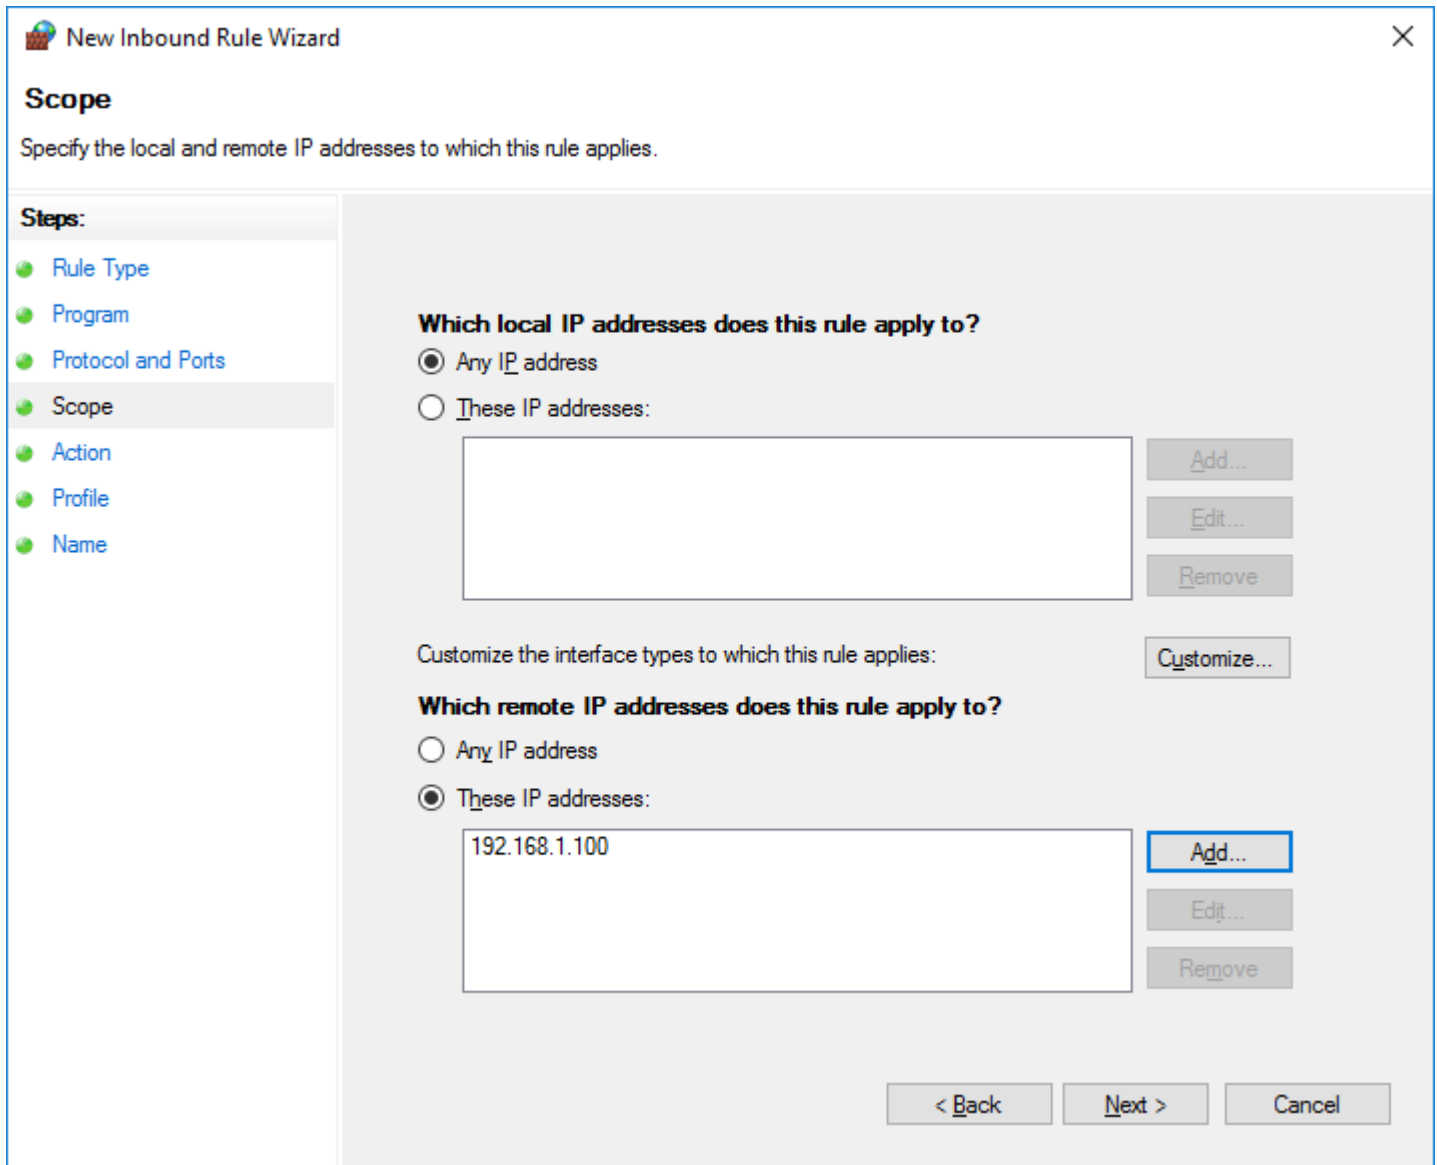 New Inbound Rule Wizard
Scope
Specify the local and remote IP addresses to which this rule applies.
Steps:
Rule Type
Program
Protocol and Ports
Scope
Action
Profile
Name
Which local IP addresses does this rule apply to?
Any IP address
These IP addresses:
Add...
Edit...
Remove
Customize the interface types to which this rule applies:
Customize...
Which remote IP addresses does this rule apply to?
Any IP address
These IP addresses:
192.168.1.100
Add...
Edit...
Remove
< Back
Next >
Cancel